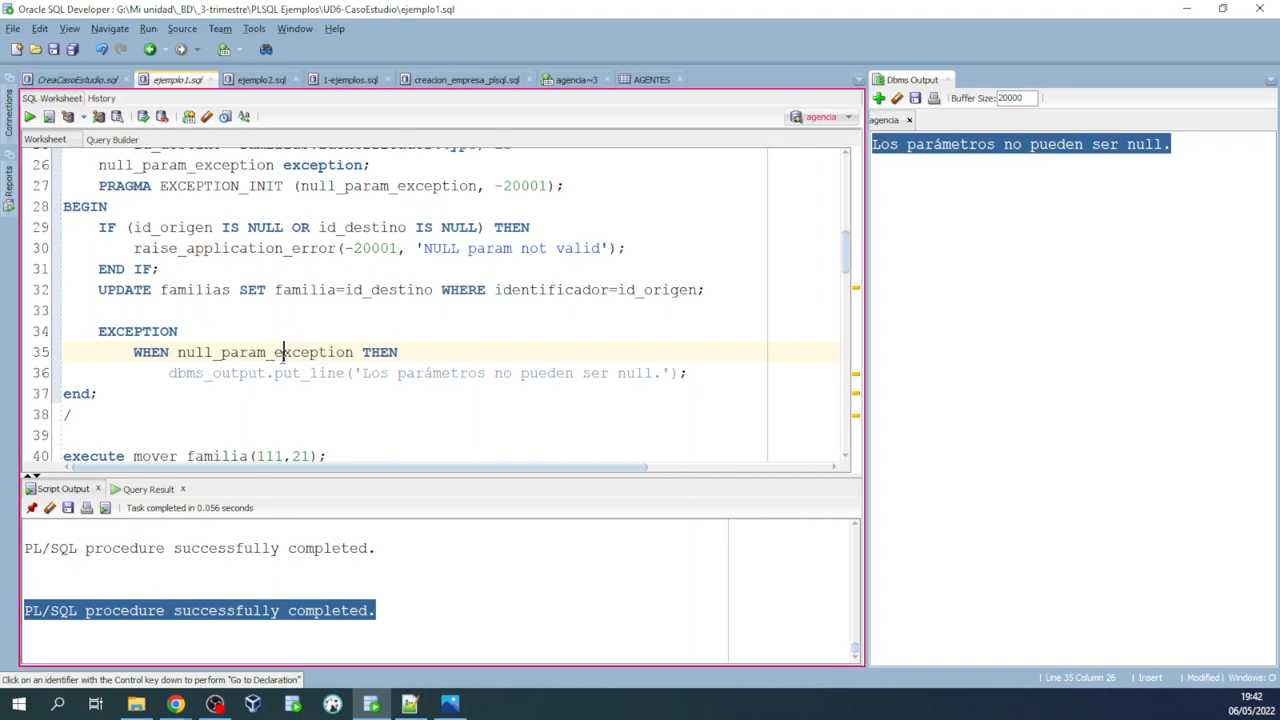 Oracle SQL Developer : G:\Mi unidad\_BD\_3-trimestre\PLSQL Ejemplos\UD6-CasoEstudio\ejemplo1.sql
File Edit View Navigate Run Source Team Tools Window Help
CreaCasoEstudio.sql ejemplo1.sql ejemplo2.sql 1-ejemplos.sql creacion_empresa_plsql.sql agencia~3 AGENTES
SQL Worksheet History
agencia
Worksheet Query Builder
26 null_param_exception exception;
27 PRAGMA EXCEPTION_INIT (null_param_exception, -20001);
28 BEGIN
29 IF (id_origen IS NULL OR id_destino IS NULL) THEN
30 raise_application_error(-20001, 'NULL param not valid');
31 END IF;
32 UPDATE familias SET familia=id_destino WHERE identificador=id_origen;
33
34 EXCEPTION
35 WHEN null_param_exception THEN
36 dbms_output.put_line('Los parámetros no pueden ser null.');
37 end;
38 /
39
40 execute mover_familia(111,21);
Script Output Query Result
Task completed in 0.056 seconds
PL/SQL procedure successfully completed.
PL/SQL procedure successfully completed.
Connections
Reports
Dbms Output
Buffer Size: 20000
agencia
Los parámetros no pueden ser null.
Click on an identifier with the Control key down to perform "Go to Declaration"
Line 35 Column 26 Insert Modified Windows: Cl
19:42
06/05/2022